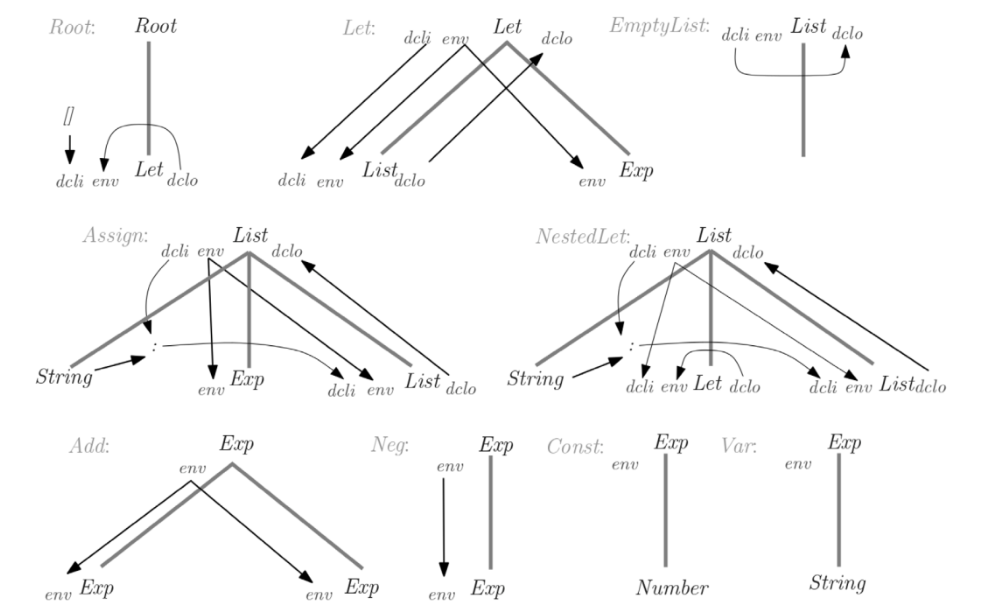 Root: Root Let: Let EmptyList: List
dcli env dclo dcli env dclo
[]
Let List Exp
dcli env dclo dcli env dclo env
Assign: List NestedLet: List
dcli env dclo dcli env dclo
: :
String Exp List String Let List
env dcli env dclo dcli env dclo dcli env dclo
Add: Exp Neg: Exp Const: Exp Var: Exp
env env env env
env Exp env Exp env Exp Number String